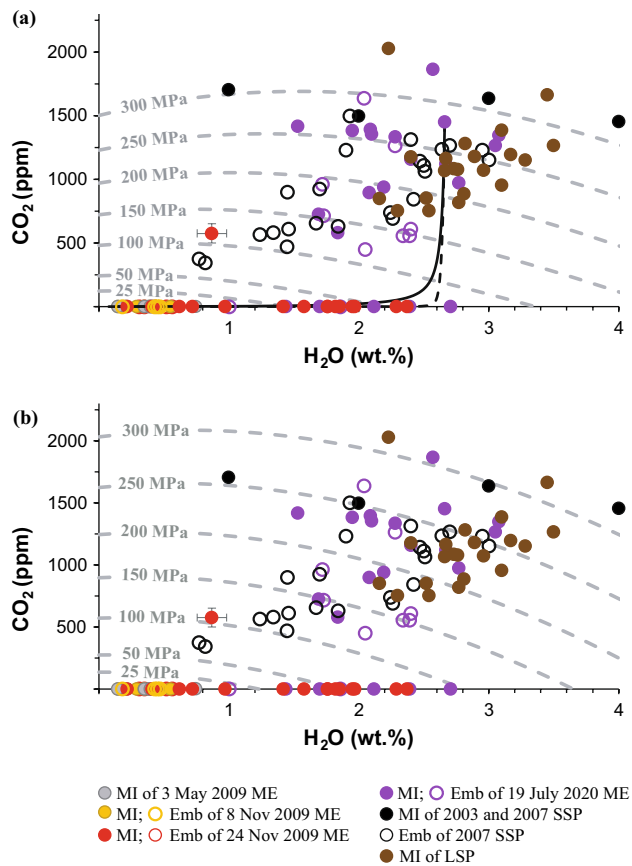 (a)
2000
1500
1000
500
0
CO₂ (ppm)
300 MPa
250 MPa
200 MPa
150 MPa
100 MPa
50 MPa
25 MPa
1
2
3
4
H₂O (wt.%)
(b)
2000
1500
1000
500
0
CO₂ (ppm)
300 MPa
250 MPa
200 MPa
150 MPa
100 MPa
50 MPa
25 MPa
1
2
3
4
H₂O (wt.%)
MI of 3 May 2009 ME
MI; Emb of 8 Nov 2009 ME
MI; Emb of 24 Nov 2009 ME
MI; Emb of 19 July 2020 ME
MI of 2003 and 2007 SSP
Emb of 2007 SSP
MI of LSP